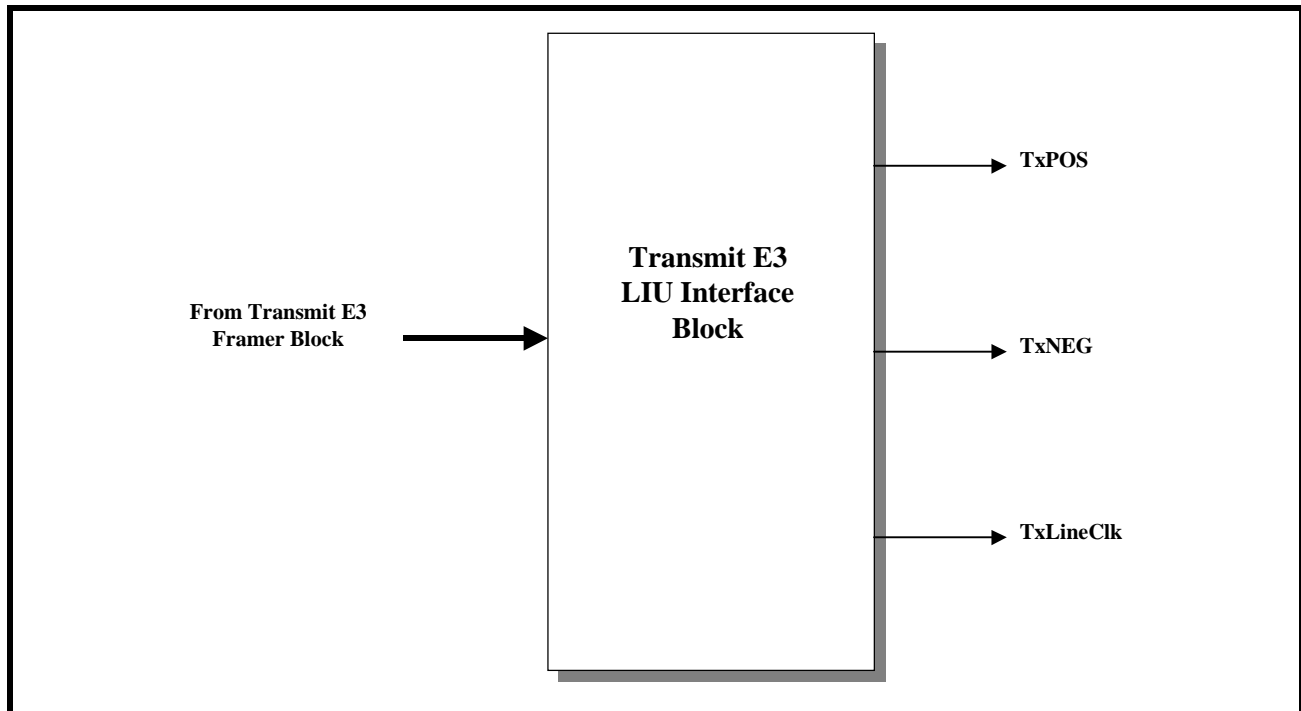 From Transmit E3
Framer Block
Transmit E3
LIU Interface
Block
TxPOS
TxNEG
TxLineClk